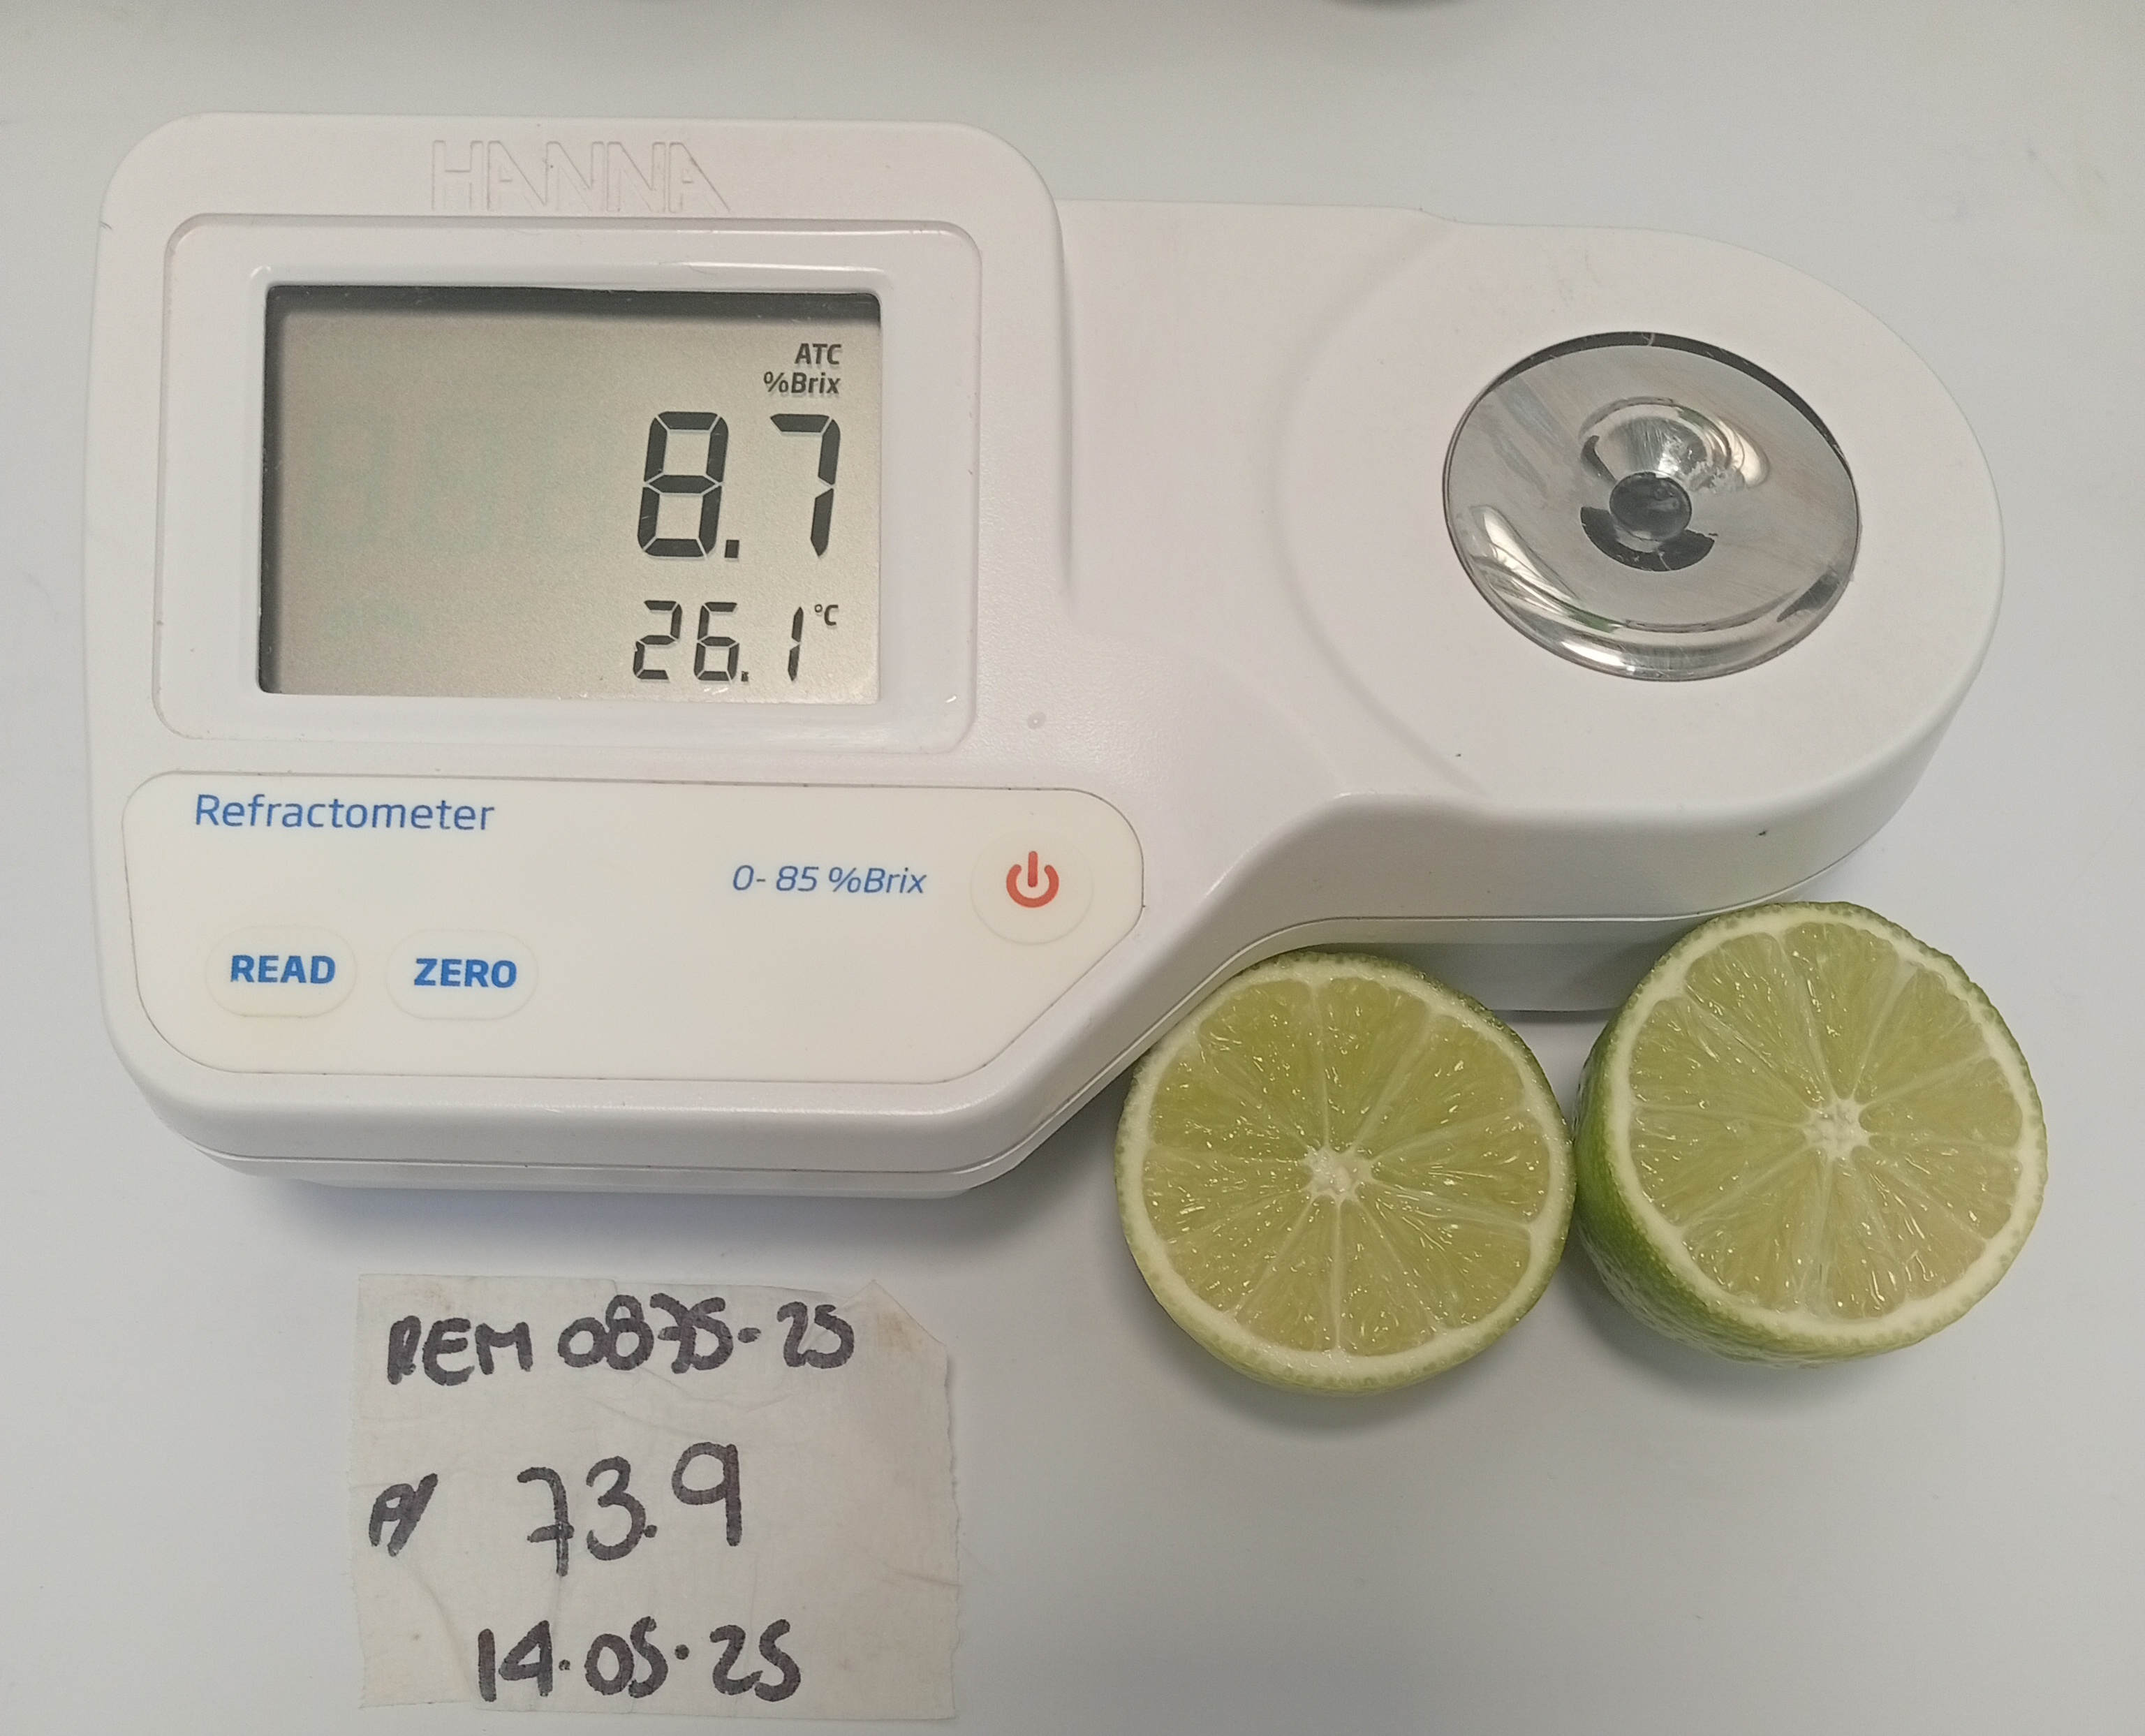 HANNA
ATC
%Brix
8.7
26.1 °C
Refractometer
0-85 %Brix
READ
ZERO
REM 0875-25
73.9
14.05.25